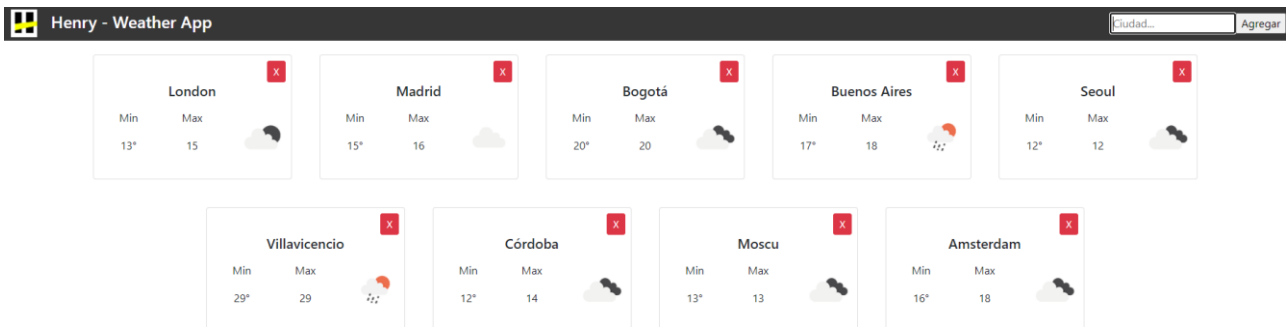 Henry - Weather App Ciudad... Agregar
X X X X X
London Madrid Bogotá Buenos Aires Seoul
Min Max Min Max Min Max Min Max Min Max
13° 15 15° 16 20° 20 17° 18 12° 12
X X X X
Villavicencio Córdoba Moscu Amsterdam
Min Max Min Max Min Max Min Max
29° 29 12° 14 13° 13 16° 18